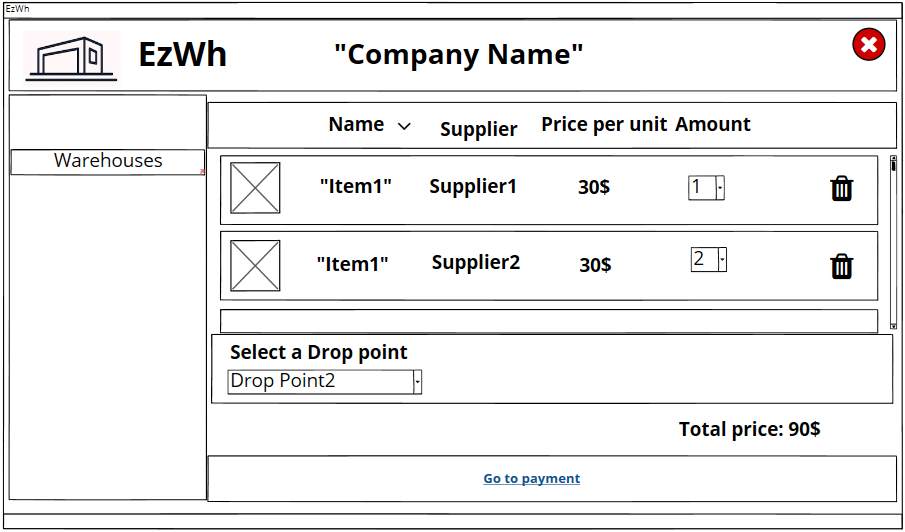 EzWh
EzWh "Company Name"
Name Supplier Price per unit Amount
Warehouses
"Item1" Supplier1 30$ 1
"Item1" Supplier2 30$ 2
Select a Drop point
Drop Point2
Total price: 90$
Go to payment